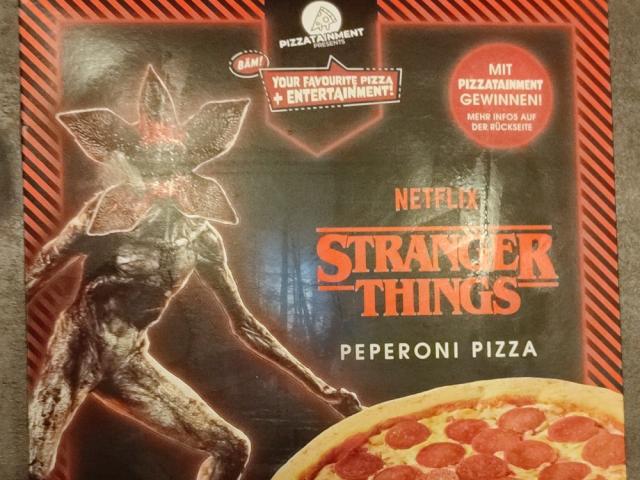 PIZZATAINMENT
PRESENTS
BÄM!
YOUR FAVOURITE PIZZA
+ ENTERTAINMENT!
MIT
PIZZATAINMENT
GEWINNEN!
MEHR INFOS AUF
DER RÜCKSEITE
NETFLIX
STRANGER
THINGS
PEPERONI PIZZA